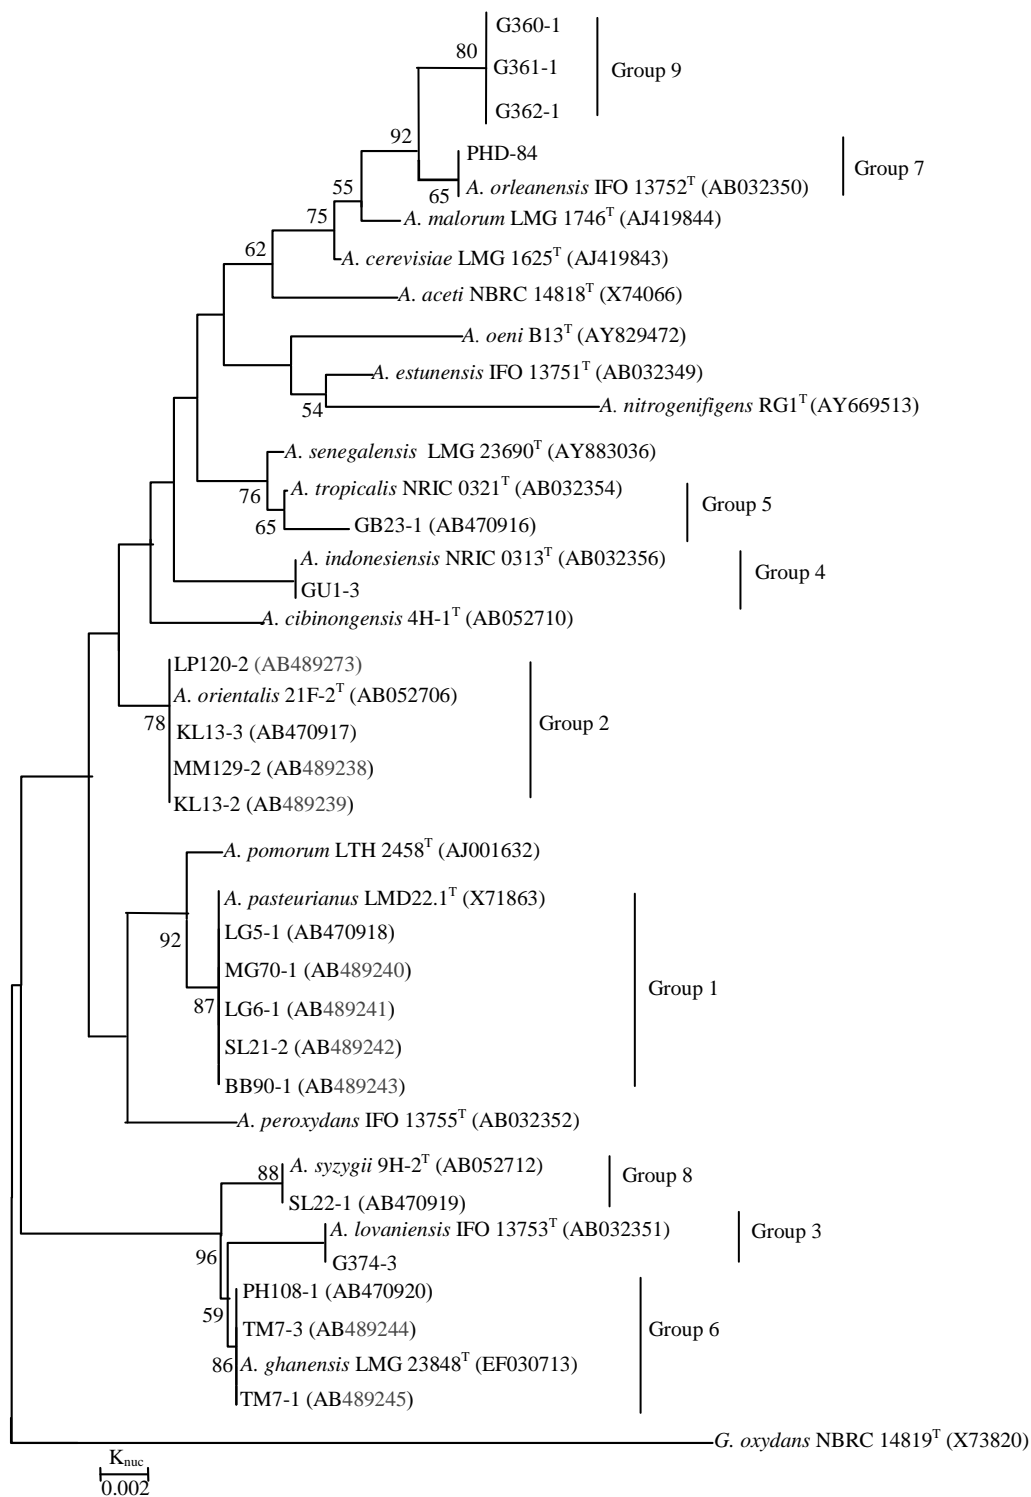 G360-1
80
G361-1
Group 9
G362-1
92
PHD-84
Group 7
65
A. orleanensis IFO 13752T (AB032350)
55
A. malorum LMG 1746T (AJ419844)
75
A. cerevisiae LMG 1625T (AJ419843)
62
A. aceti NBRC 14818T (X74066)
A. oeni B13T (AY829472)
A. estunensis IFO 13751T (AB032349)
54
A. nitrogenifigens RG1T (AY669513)
A. senegalensis LMG 23690T (AY883036)
76
A. tropicalis NRIC 0321T (AB032354)
Group 5
65
GB23-1 (AB470916)
A. indonesiensis NRIC 0313T (AB032356)
Group 4
GU1-3
A. cibinongensis 4H-1T (AB052710)
LP120-2 (AB489273)
A. orientalis 21F-2T (AB052706)
78
Group 2
KL13-3 (AB470917)
MM129-2 (AB489238)
KL13-2 (AB489239)
A. pomorum LTH 2458T (AJ001632)
A. pasteurianus LMD22.1T (X71863)
92
LG5-1 (AB470918)
MG70-1 (AB489240)
Group 1
87
LG6-1 (AB489241)
SL21-2 (AB489242)
BB90-1 (AB489243)
A. peroxydans IFO 13755T (AB032352)
88
A. syzygii 9H-2T (AB052712)
Group 8
SL22-1 (AB470919)
A. lovaniensis IFO 13753T (AB032351)
Group 3
96
G374-3
PH108-1 (AB470920)
59
TM7-3 (AB489244)
Group 6
86
A. ghanensis LMG 23848T (EF030713)
TM7-1 (AB489245)
G. oxydans NBRC 14819T (X73820)
Knuc
0.002